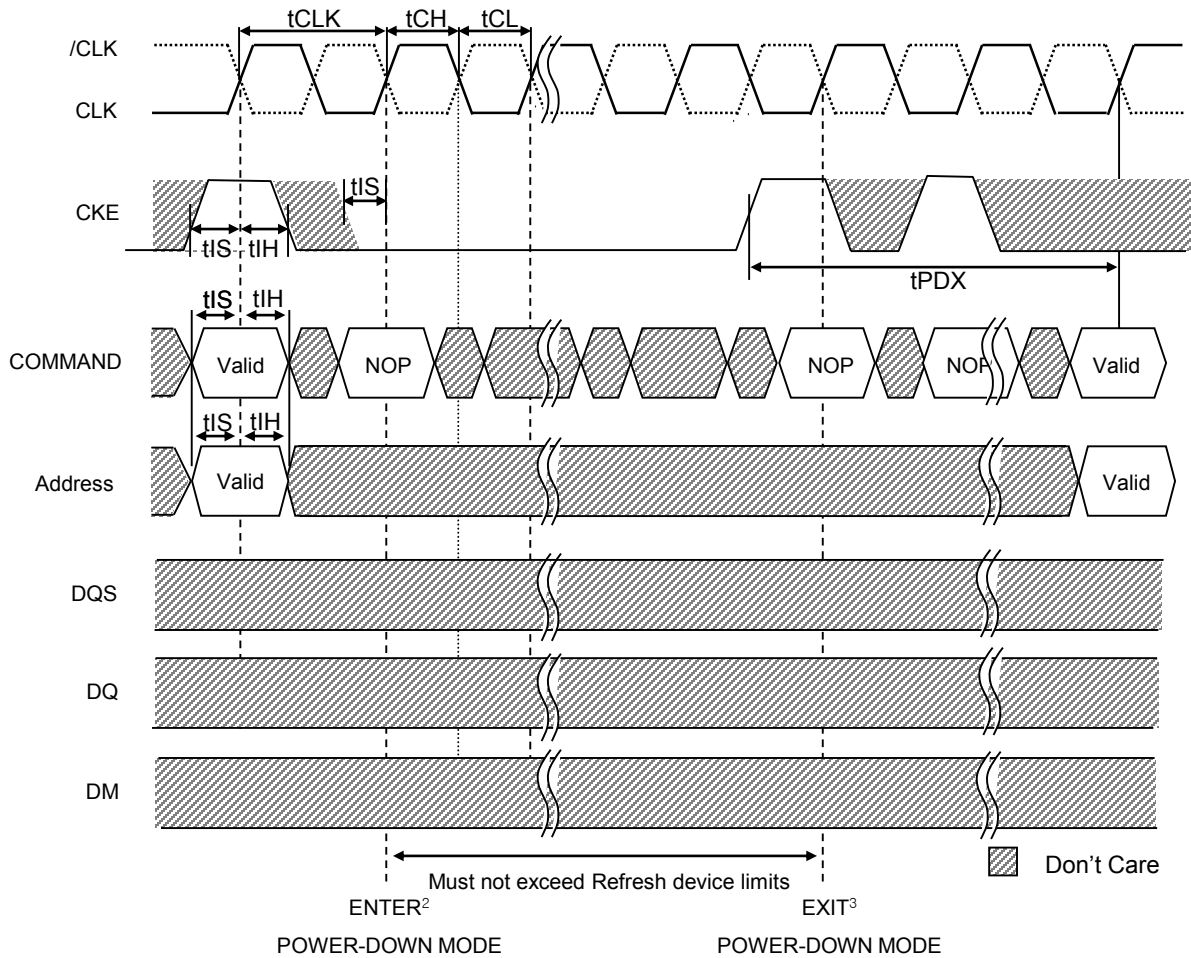 tCLK tCH tCL
/CLK
CLK
tIS
CKE
tIS tIH
tPDX
tIS tIH
COMMAND Valid NOP NOP NOP Valid
tIS tIH
Address Valid Valid
DQS
DQ
DM
Don't Care
Must not exceed Refresh device limits
ENTER² EXIT³
POWER-DOWN MODE POWER-DOWN MODE